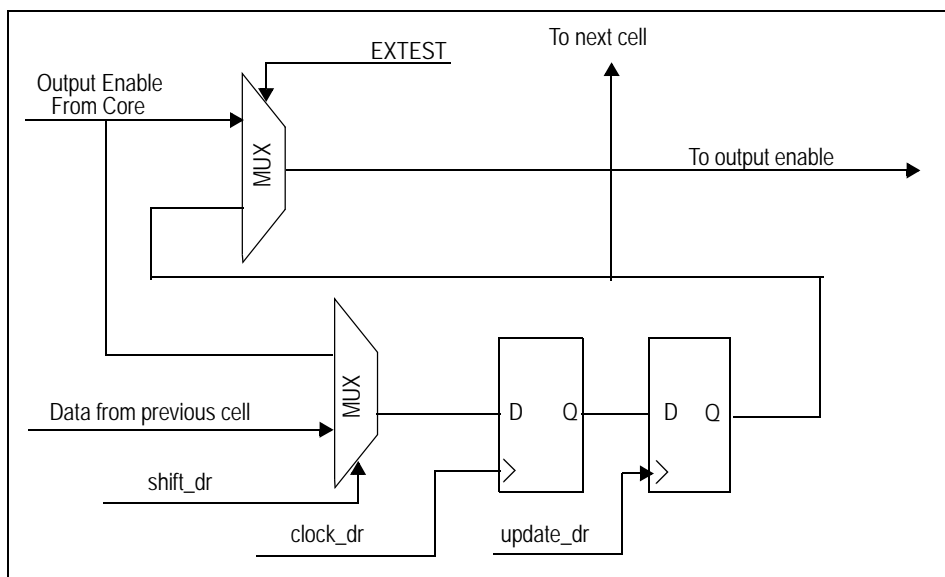 To next cell
EXTEST
Output Enable
From Core
MUX
To output enable
MUX
D Q
D Q
Data from previous cell
shift_dr
clock_dr
update_dr